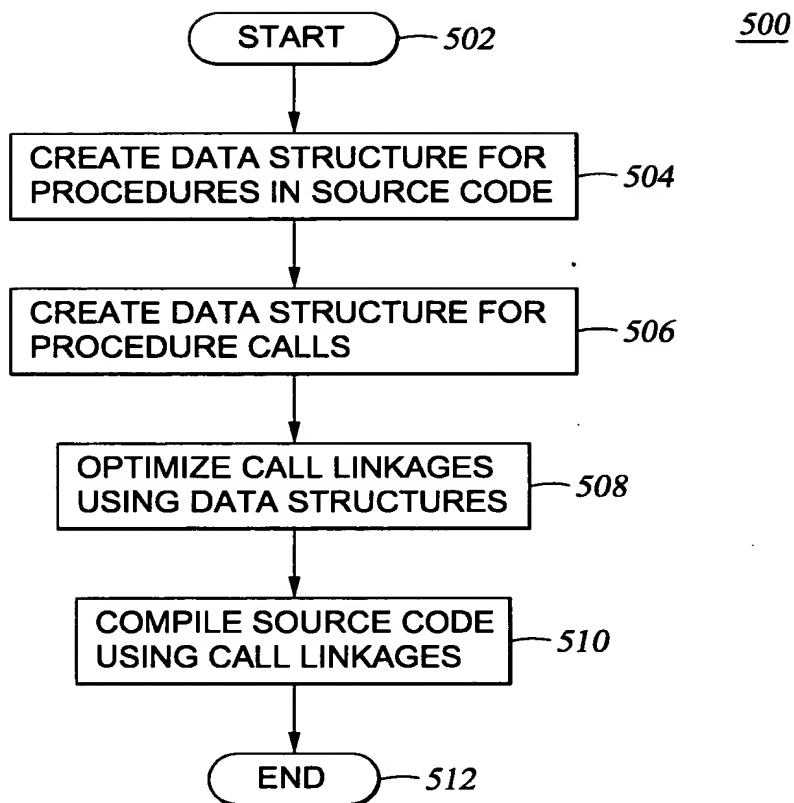 500
START 502
CREATE DATA STRUCTURE FOR
PROCEDURES IN SOURCE CODE 504
CREATE DATA STRUCTURE FOR
PROCEDURE CALLS 506
OPTIMIZE CALL LINKAGES
USING DATA STRUCTURES 508
COMPILE SOURCE CODE
USING CALL LINKAGES 510
END 512